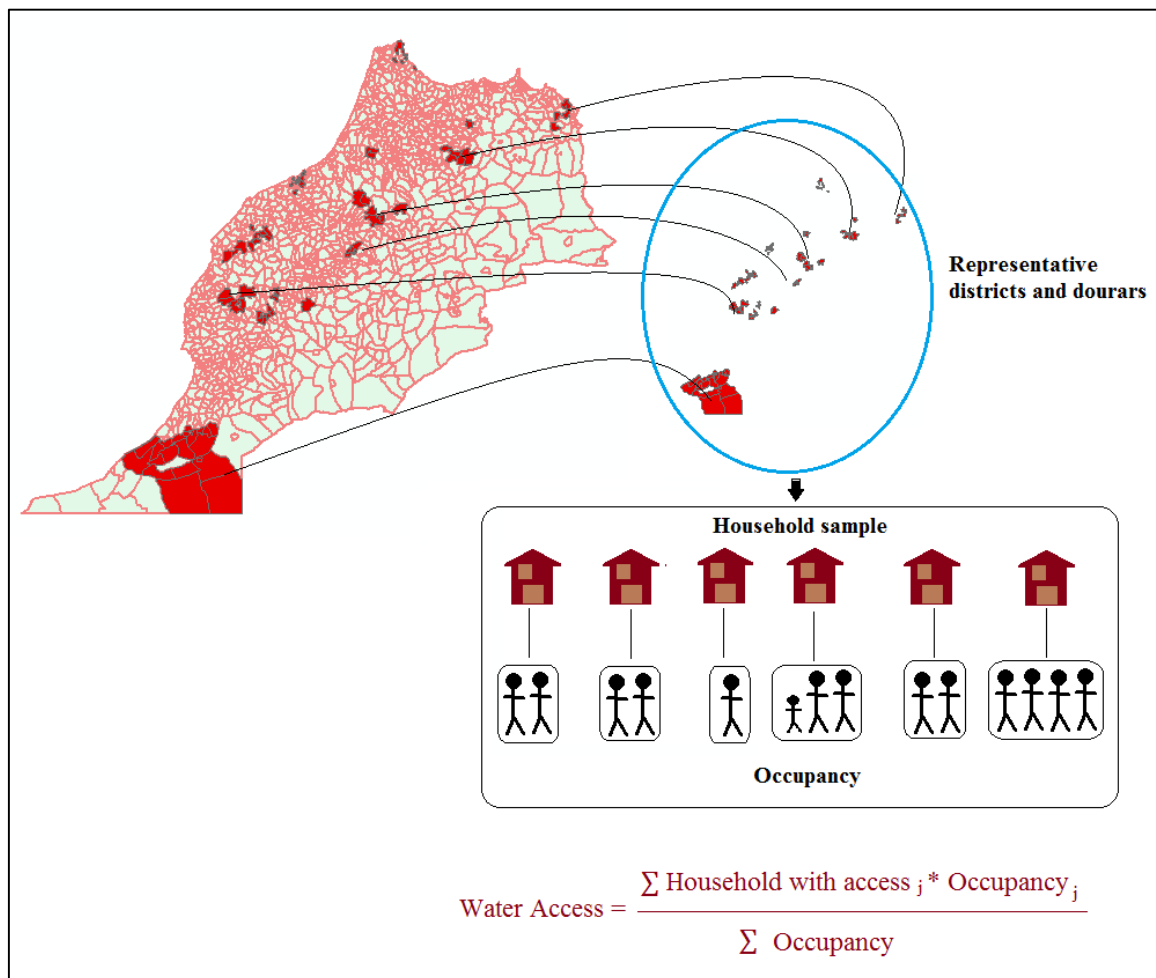 Representative
districts and dourars
Household sample
Occupancy
Water Access = ∑ Household with access j * Occupancy j
∑ Occupancy